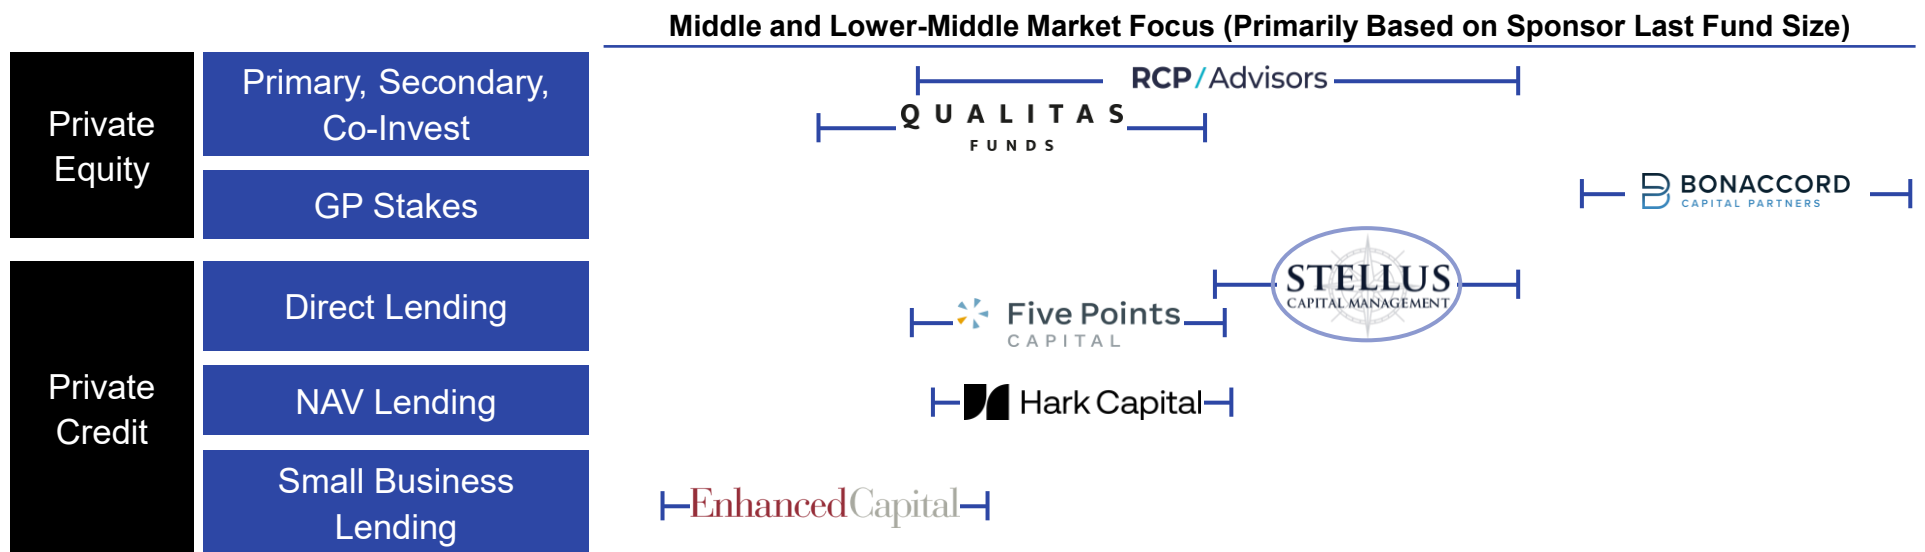 Middle and Lower-Middle Market Focus (Primarily Based on Sponsor Last Fund Size)
Private
Equity
Primary, Secondary,
Co-Invest
RCP/Advisors
QUALITAS
FUNDS
GP Stakes
BONACCORD
CAPITAL PARTNERS
Private
Credit
Direct Lending
STELLUS
CAPITAL MANAGEMENT
Five Points
CAPITAL
NAV Lending
Hark Capital
Small Business
Lending
EnhancedCapital